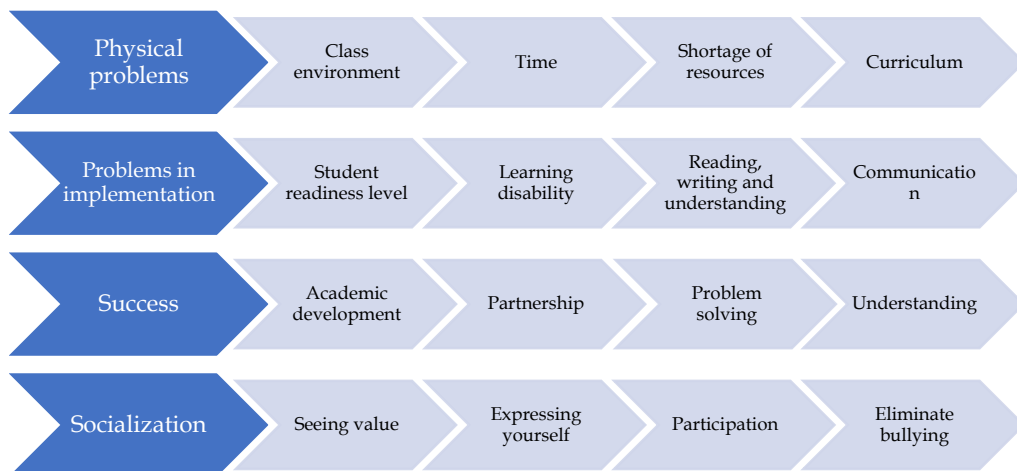 Physical
problems
Class
environment
Time
Shortage of
resources
Curriculum
Problems in
implementation
Student
readiness level
Learning
disability
Reading,
writing and
understanding
Communicatio
n
Success
Academic
development
Partnership
Problem
solving
Understanding
Socialization
Seeing value
Expressing
yourself
Participation
Eliminate
bullying